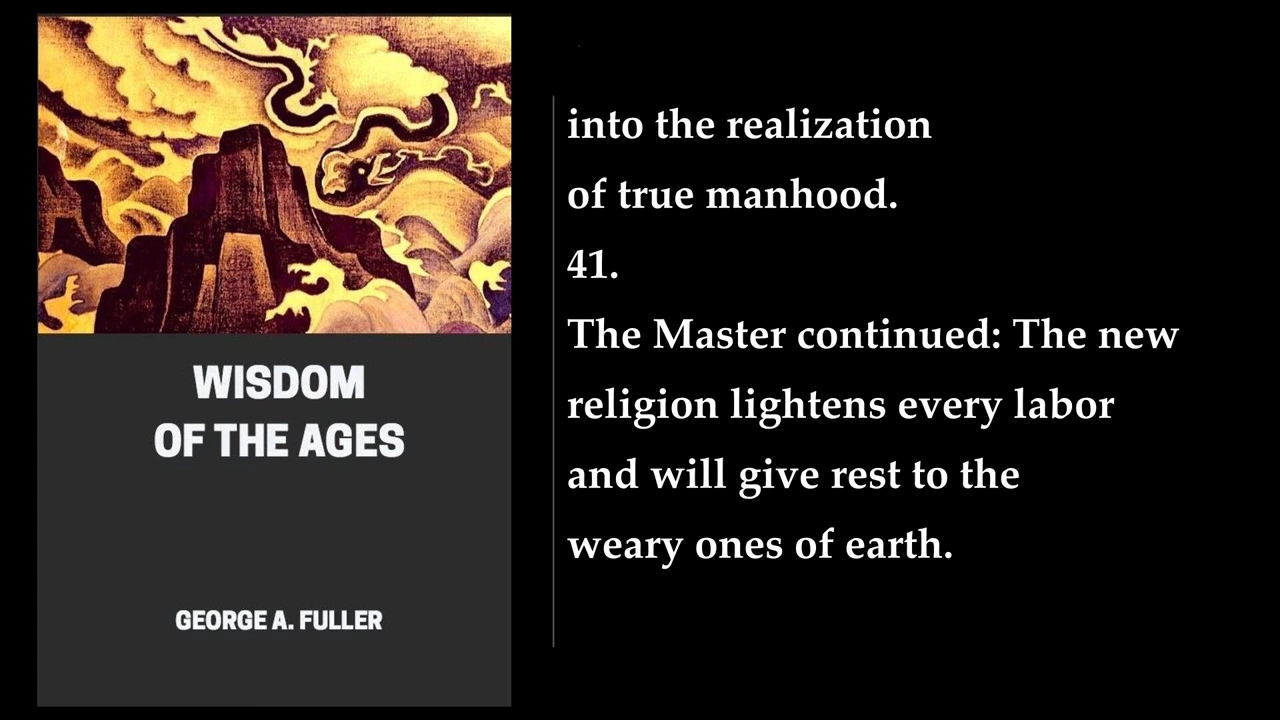 WISDOM
OF THE AGES
GEORGE A. FULLER
into the realization
of true manhood.
41.
The Master continued: The new
religion lightens every labor
and will give rest to the
weary ones of earth.